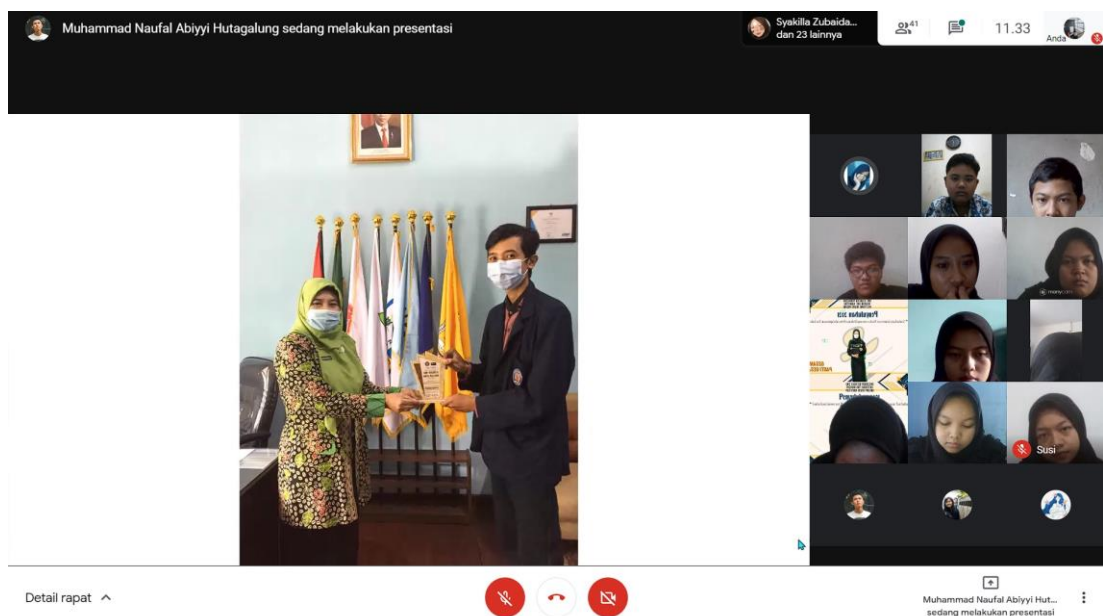 Muhammad Naufal Abiyyi Hutagalung sedang melakukan presentasi
Syakilla Zubaida...
dan 23 lainnya
41
11.33
Anda
Susi
Detail rapat
Muhammad Naufal Abiyyi Hut...
sedang melakukan presentasi